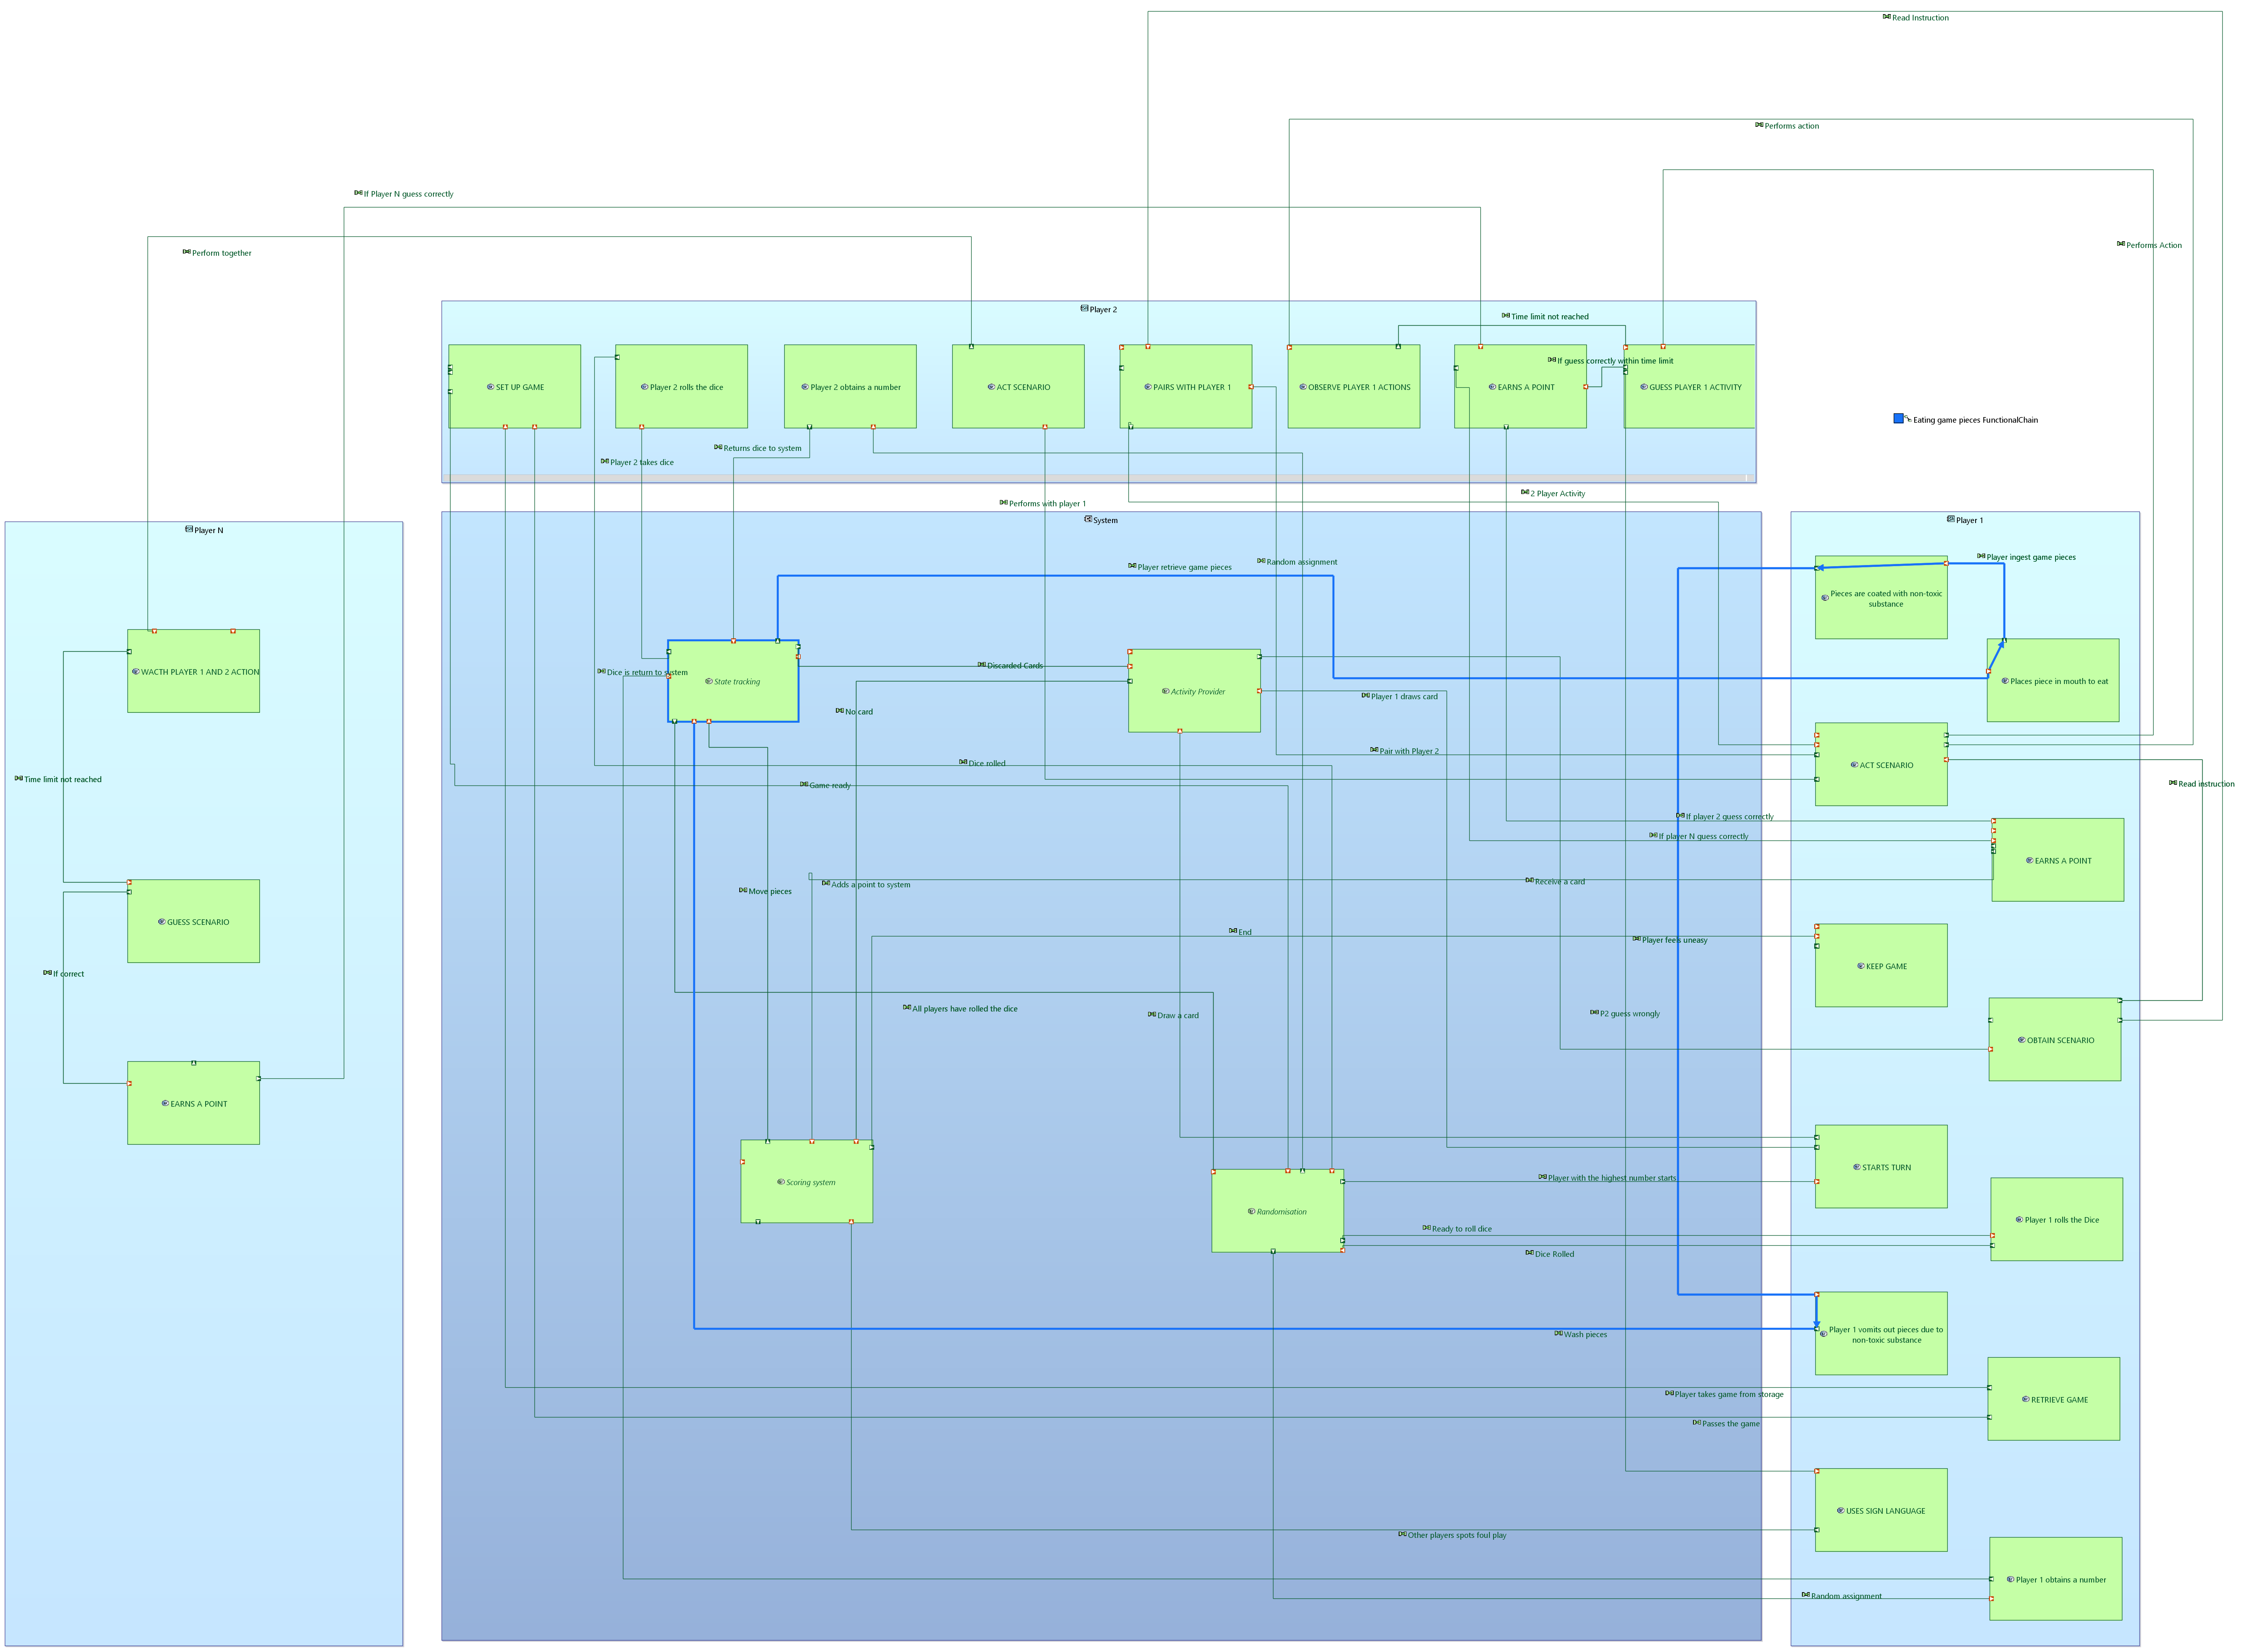 Read Instruction
Performs action
If Player N guess correctly
Performs Action
Perform together
Player 2
Time limit not reached
If guess correctly within time limit
SET UP GAME
Player 2 rolls the dice
Player 2 obtains a number
ACT SCENARIO
PAIRS WITH PLAYER 1
OBSERVE PLAYER 1 ACTIONS
EARNS A POINT
GUESS PLAYER 1 ACTIVITY
Eating game pieces FunctionalChain
Returns dice to system
Player 2 takes dice
2 Player Activity
Performs with player 1
Player N
System
Player 1
Player ingest game pieces
Random assignment
Player retrieve game pieces
Pieces are coated with non-toxic
substance
WACTH PLAYER 1 AND 2 ACTION
Dice is return to system
State tracking
Discarded Cards
Activity Provider
Places piece in mouth to eat
Player 1 draws card
No card
Pair with Player 2
Dice rolled
ACT SCENARIO
Time limit not reached
Game ready
Read instruction
If player 2 guess correctly
If player N guess correctly
EARNS A POINT
Adds a point to system
Receive a card
Move pieces
GUESS SCENARIO
End
Player feels uneasy
KEEP GAME
If correct
All players have rolled the dice
Draw a card
P2 guess wrongly
OBTAIN SCENARIO
EARNS A POINT
STARTS TURN
Scoring system
Player with the highest number starts
Randomisation
Player 1 rolls the Dice
Ready to roll dice
Dice Rolled
Player 1 vomits out pieces due to
non-toxic substance
Wash pieces
Player takes game from storage
RETRIEVE GAME
Passes the game
USES SIGN LANGUAGE
Other players spots foul play
Player 1 obtains a number
Random assignment